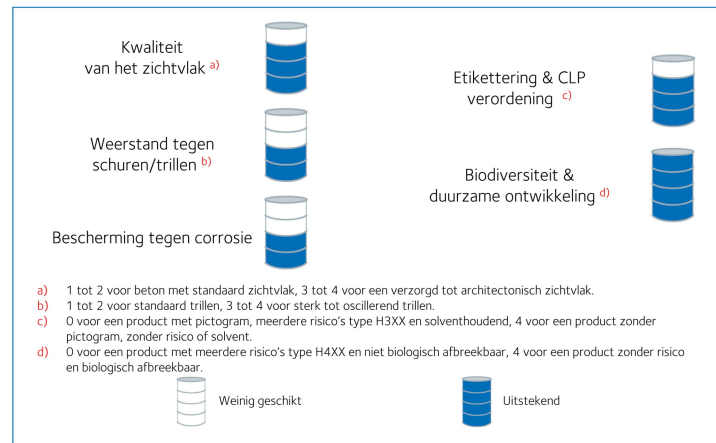 Kwaliteit
van het zichtvlak a)
Weerstand tegen
schuren/trillen b)
Bescherming tegen corrosie
Etikettering & CLP
verordening c)
Biodiversiteit &
duurzame ontwikkeling d)
a) 1 tot 2 voor beton met standaard zichtvlak, 3 tot 4 voor een verzorgd tot architectonisch zichtvlak.
b) 1 tot 2 voor standaard trillen, 3 tot 4 voor sterk tot oscillerend trillen.
c) 0 voor een product met pictogram, meerdere risico's type H3XX en solventhoudend, 4 voor een product zonder
pictogram, zonder risico of solvent.
d) 0 voor een product met meerdere risico's type H4XX en niet biologisch afbreekbaar, 4 voor een product zonder risico
en biologisch afbreekbaar.
Weinig geschikt
Uitstekend